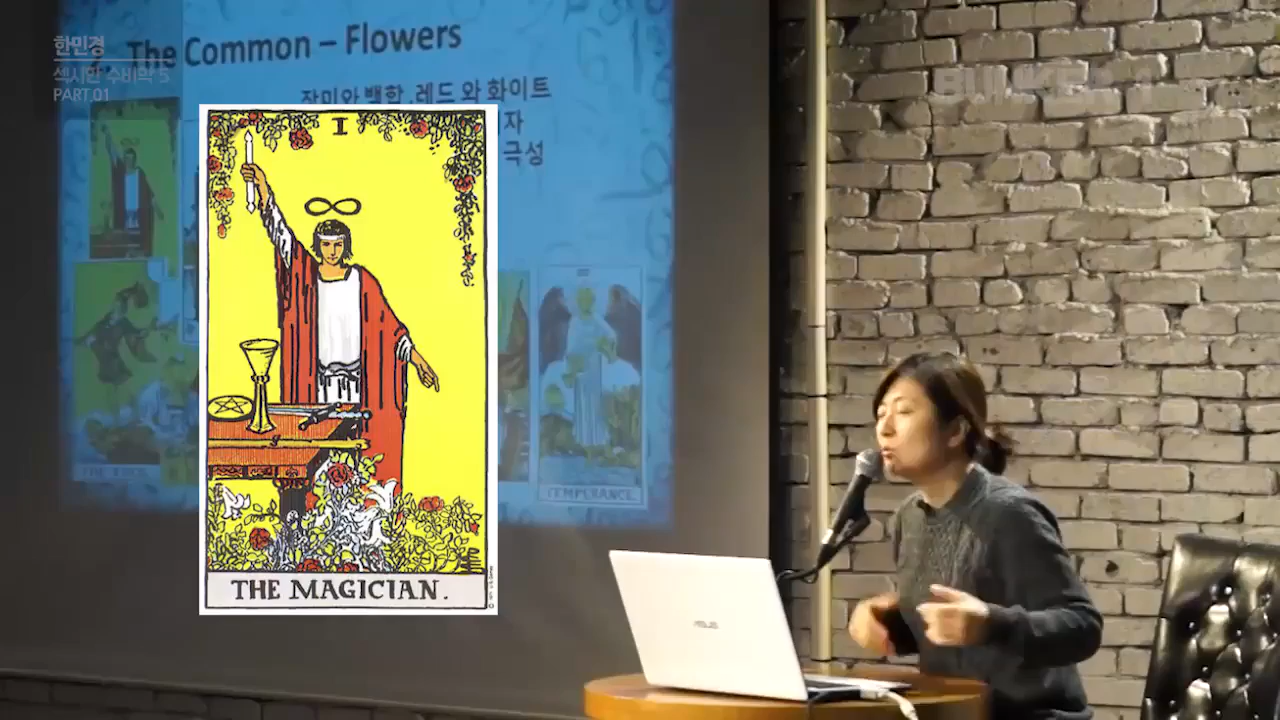 한민경
섹시한 수비학 5
PART.01
The Common – Flowers
장미와 백합 .레드 와 화이트
자
극성
I
THE MAGICIAN.
TEMPERANCE.
ASUS